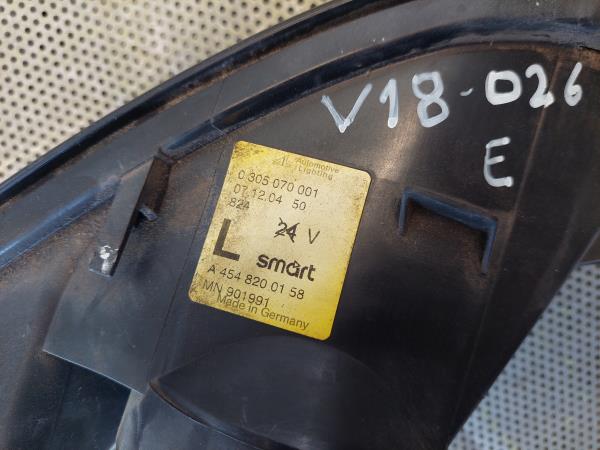 V18-026
E
AL Automotive
Lighting
0 305 070 001
07.12.04 50
824
24 V
L
smart
A 454 820 01 58
MN 901991
Made in Germany